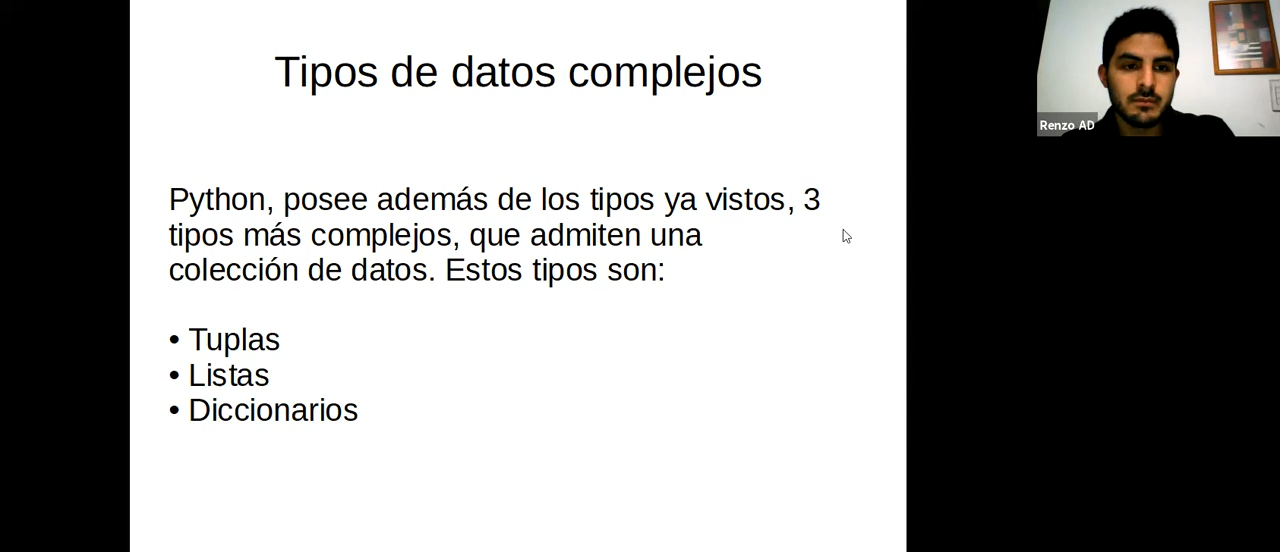 Tipos de datos complejos
Python, posee además de los tipos ya vistos, 3
tipos más complejos, que admiten una
colección de datos. Estos tipos son:
• Tuplas
• Listas
• Diccionarios
Renzo AD